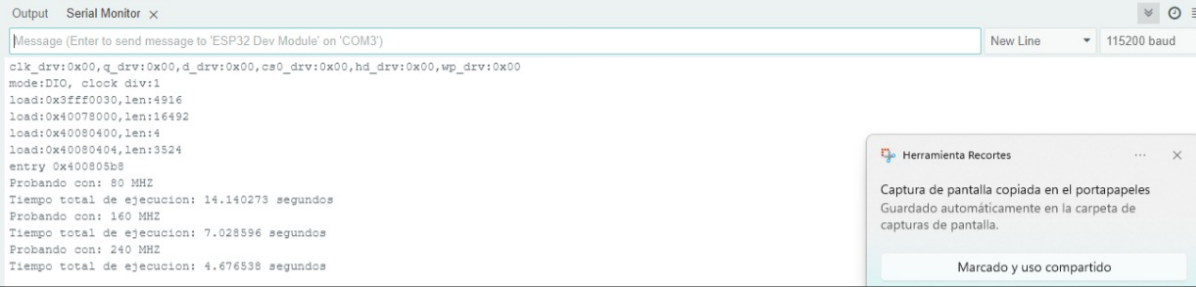 Output Serial Monitor ×
Message (Enter to send message to 'ESP32 Dev Module' on 'COM3')
New Line
115200 baud
clk_drv:0x00,q_drv:0x00,d_drv:0x00,cs0_drv:0x00,hd_drv:0x00,wp_drv:0x00
mode:DIO, clock div:1
load:0x3fff0030,len:4916
load:0x40078000,len:16492
load:0x40080400,len:4
load:0x40080404,len:3524
entry 0x400805b8
Probando con: 80 MHZ
Tiempo total de ejecucion: 14.140273 segundos
Probando con: 160 MHZ
Tiempo total de ejecucion: 7.028596 segundos
Probando con: 240 MHZ
Tiempo total de ejecucion: 4.676538 segundos
Herramienta Recortes
Captura de pantalla copiada en el portapapeles
Guardado automáticamente en la carpeta de
capturas de pantalla.
Marcado y uso compartido